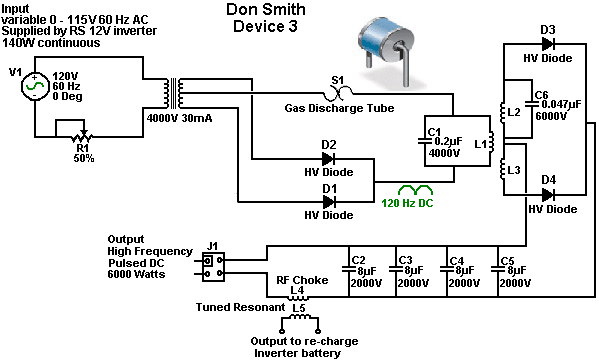 Input
variable 0 - 115V 60 Hz AC
Supplied by RS 12V inverter
140W continuous
Don Smith
Device 3
V1
120V
60 Hz
0 Deg
R1
50%
4000V 30mA
S1
Gas Discharge Tube
D2
HV Diode
D1
HV Diode
120 Hz DC
C1
0.2µF
4000V
L1
L2
L3
C6
0.047µF
6000V
D3
HV Diode
D4
HV Diode
Output
High Frequency
Pulsed DC
6000 Watts
J1
RF Choke
L4
Tuned Resonant
L5
Output to re-charge
Inverter battery
C2
8µF
2000V
C3
8µF
2000V
C4
8µF
2000V
C5
8µF
2000V